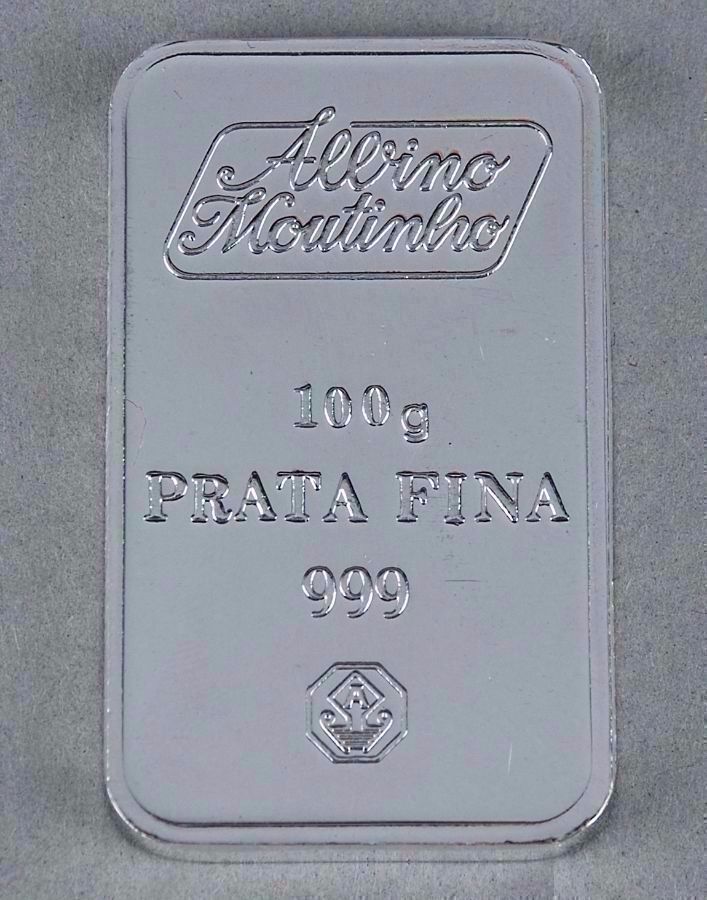 Albino
Moutinho
100g
PRATA FINA
999
A